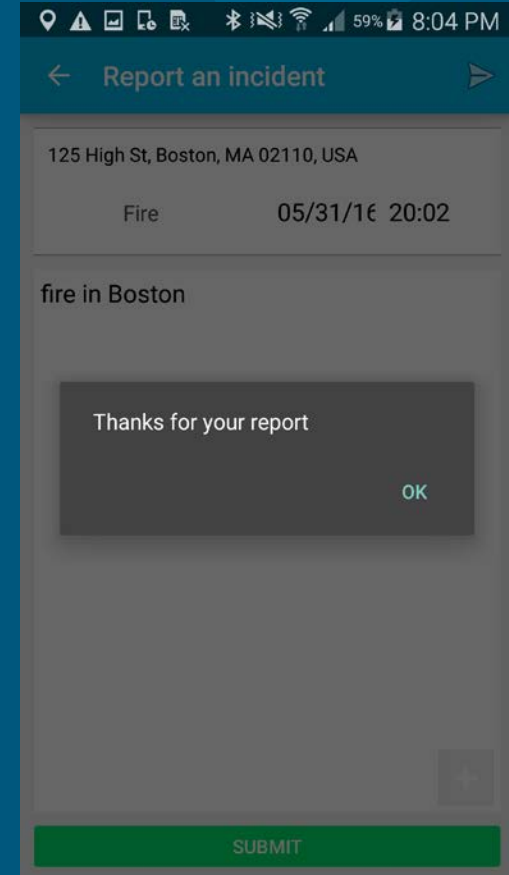 59% 8:04 PM
Report an incident
125 High St, Boston, MA 02110, USA
Fire 05/31/16 20:02
fire in Boston
Thanks for your report
OK
+
SUBMIT